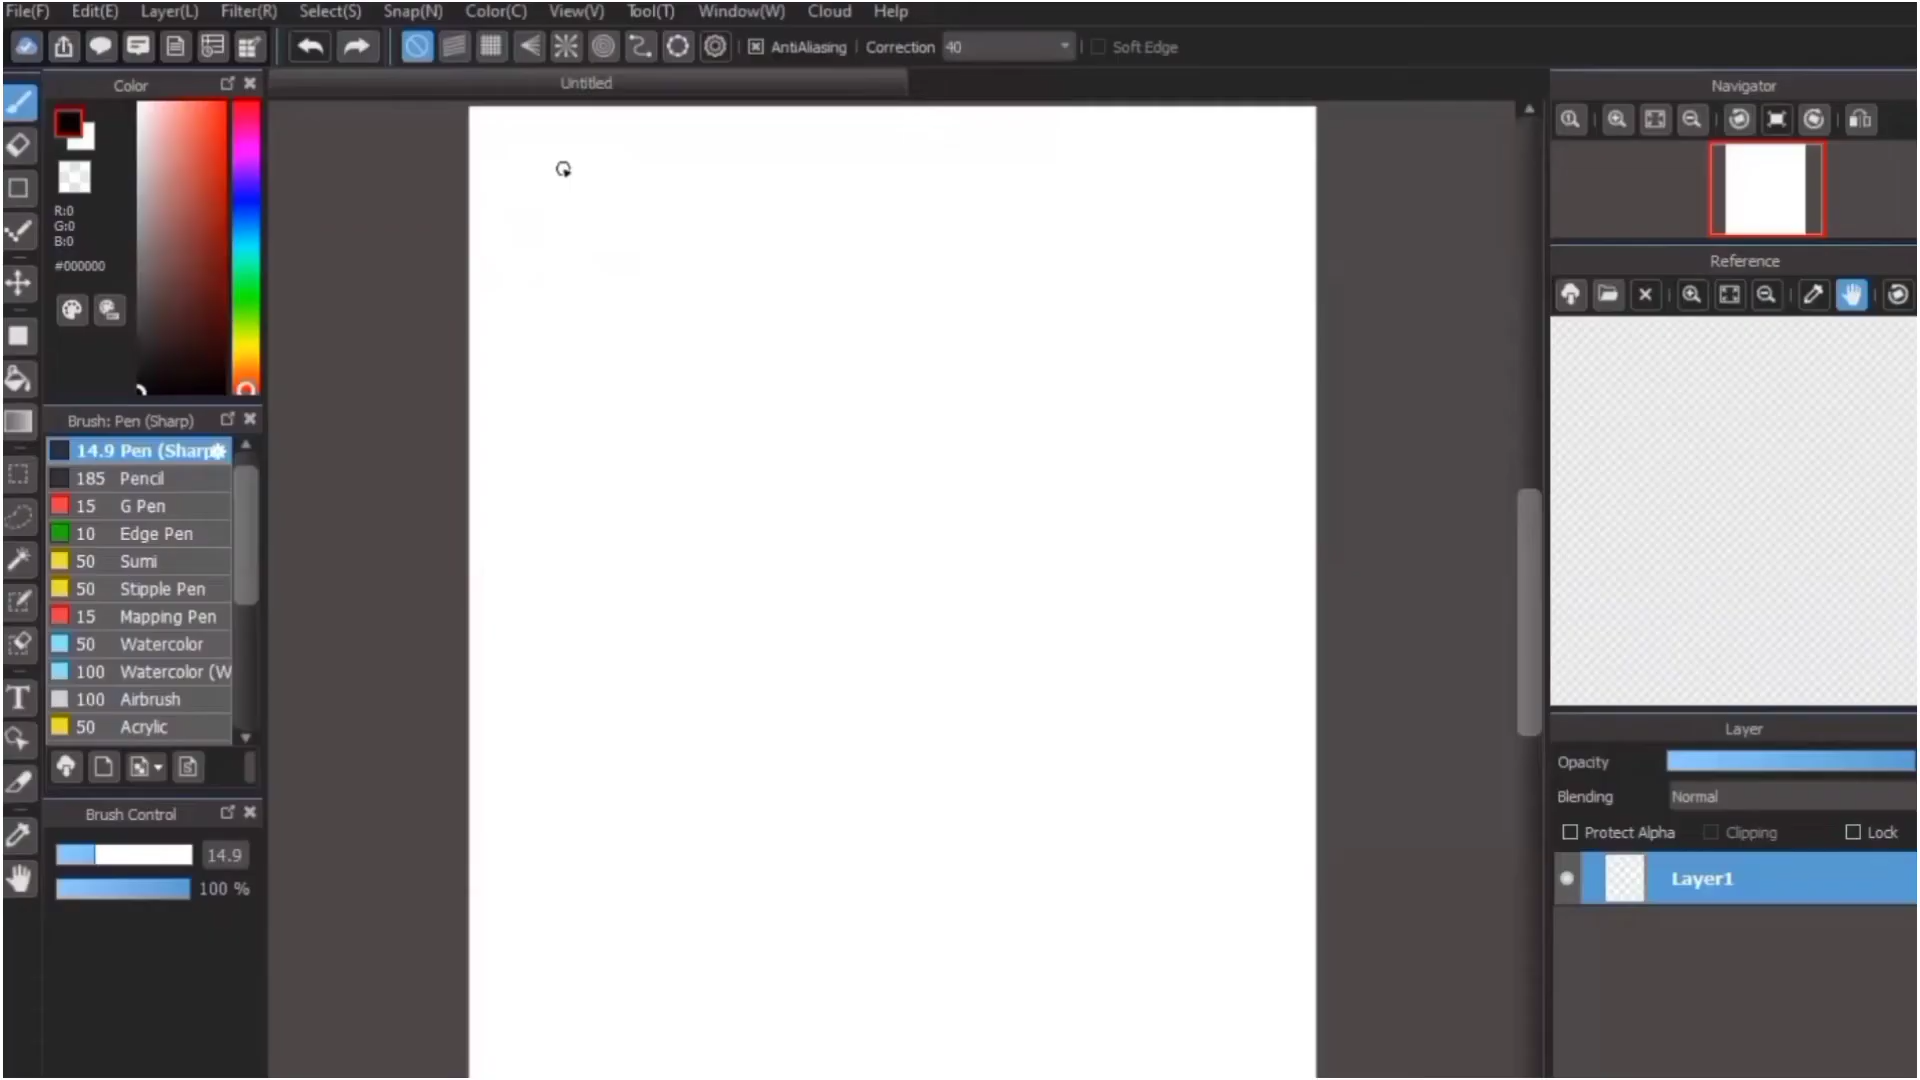 File(F) Edit(E) Layer(L) Filter(R) Select(S) Snap(N) Color(C) View(V) Tool(T) Window(W) Cloud Help
AntiAliasing Correction 40 Soft Edge
Color
R:0
G:0
B:0
#000000
Brush: Pen (Sharp)
14.9 Pen (Sharp
185 Pencil
15 G Pen
10 Edge Pen
50 Sumi
50 Stipple Pen
15 Mapping Pen
50 Watercolor
100 Watercolor (W
100 Airbrush
50 Acrylic
Brush Control
14.9
100 %
Untitled
Navigator
Reference
Layer
Opacity
Blending Normal
Protect Alpha Clipping Lock
Layer1